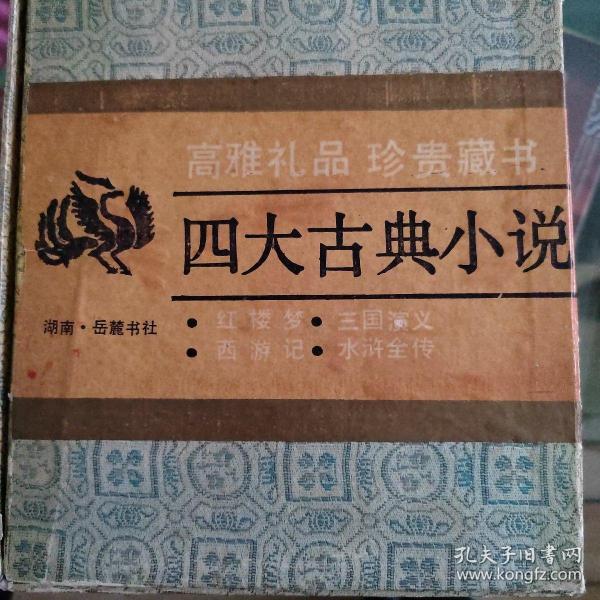 高雅礼品 珍贵藏书
四大古典小说
湖南·岳麓书社
·红楼梦·三国演义
·西游记·水浒全传
孔夫子旧书网
www.kongfz.com